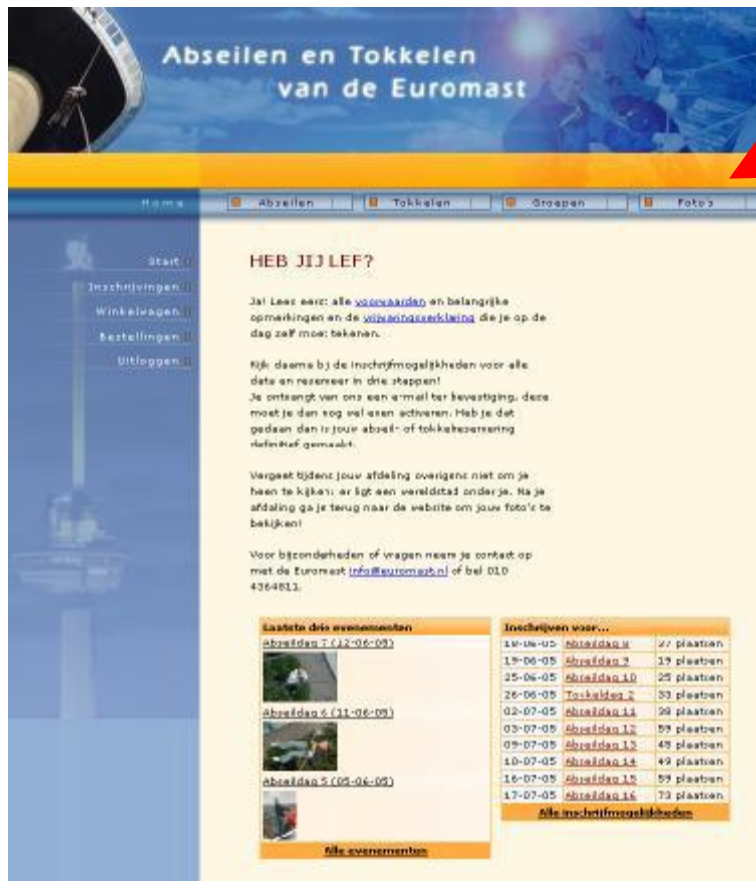 Abseilen en Tokkelen
van de Euromast
Home
Abseilen
Tokkelen
Groepen
Foto's
Start
Inschrijvingen
Winkelwagen
Bestellingen
Uitloggen
HEB JIJ LEF?
Ja! Lees eerst alle voorwaarden en belangrijke
opmerkingen en de vrijwaringsverklaring die je op de
dag zelf moet tekenen.
Kijk daarna bij de inschrijfmogelijkheden voor alle
data en reserveer in drie stappen!
Je ontvangt van ons een e-mail ter bevestiging, deze
moet je dan nog wel even activeren. Heb je dat
gedaan dan is jouw abseil- of tokkelreservering
definitief gemaakt.
Vergeet tijdens jouw afdaling overigens niet om je
heen te kijken: er ligt een wereldstad onder je. Na je
afdaling ga je terug naar de website om jouw foto's te
bekijken!
Voor bijzonderheden of vragen neem je contact op
met de Euromast info@euromast.nl of bel 010
4364811.
Laatste drie evenementen
Abseildag 7 (12-06-05)
Abseildag 6 (11-06-05)
Abseildag 5 (05-06-05)
Alle evenementen
Inschrijven voor...
18-06-05 Abseildag 8 27 plaatsen
19-06-05 Abseildag 9 19 plaatsen
25-06-05 Abseildag 10 25 plaatsen
26-06-05 Tokkeldag 2 33 plaatsen
02-07-05 Abseildag 11 38 plaatsen
03-07-05 Abseildag 12 59 plaatsen
09-07-05 Abseildag 13 48 plaatsen
10-07-05 Abseildag 14 49 plaatsen
16-07-05 Abseildag 15 59 plaatsen
17-07-05 Abseildag 16 73 plaatsen
Alle inschrijfmogelijkheden